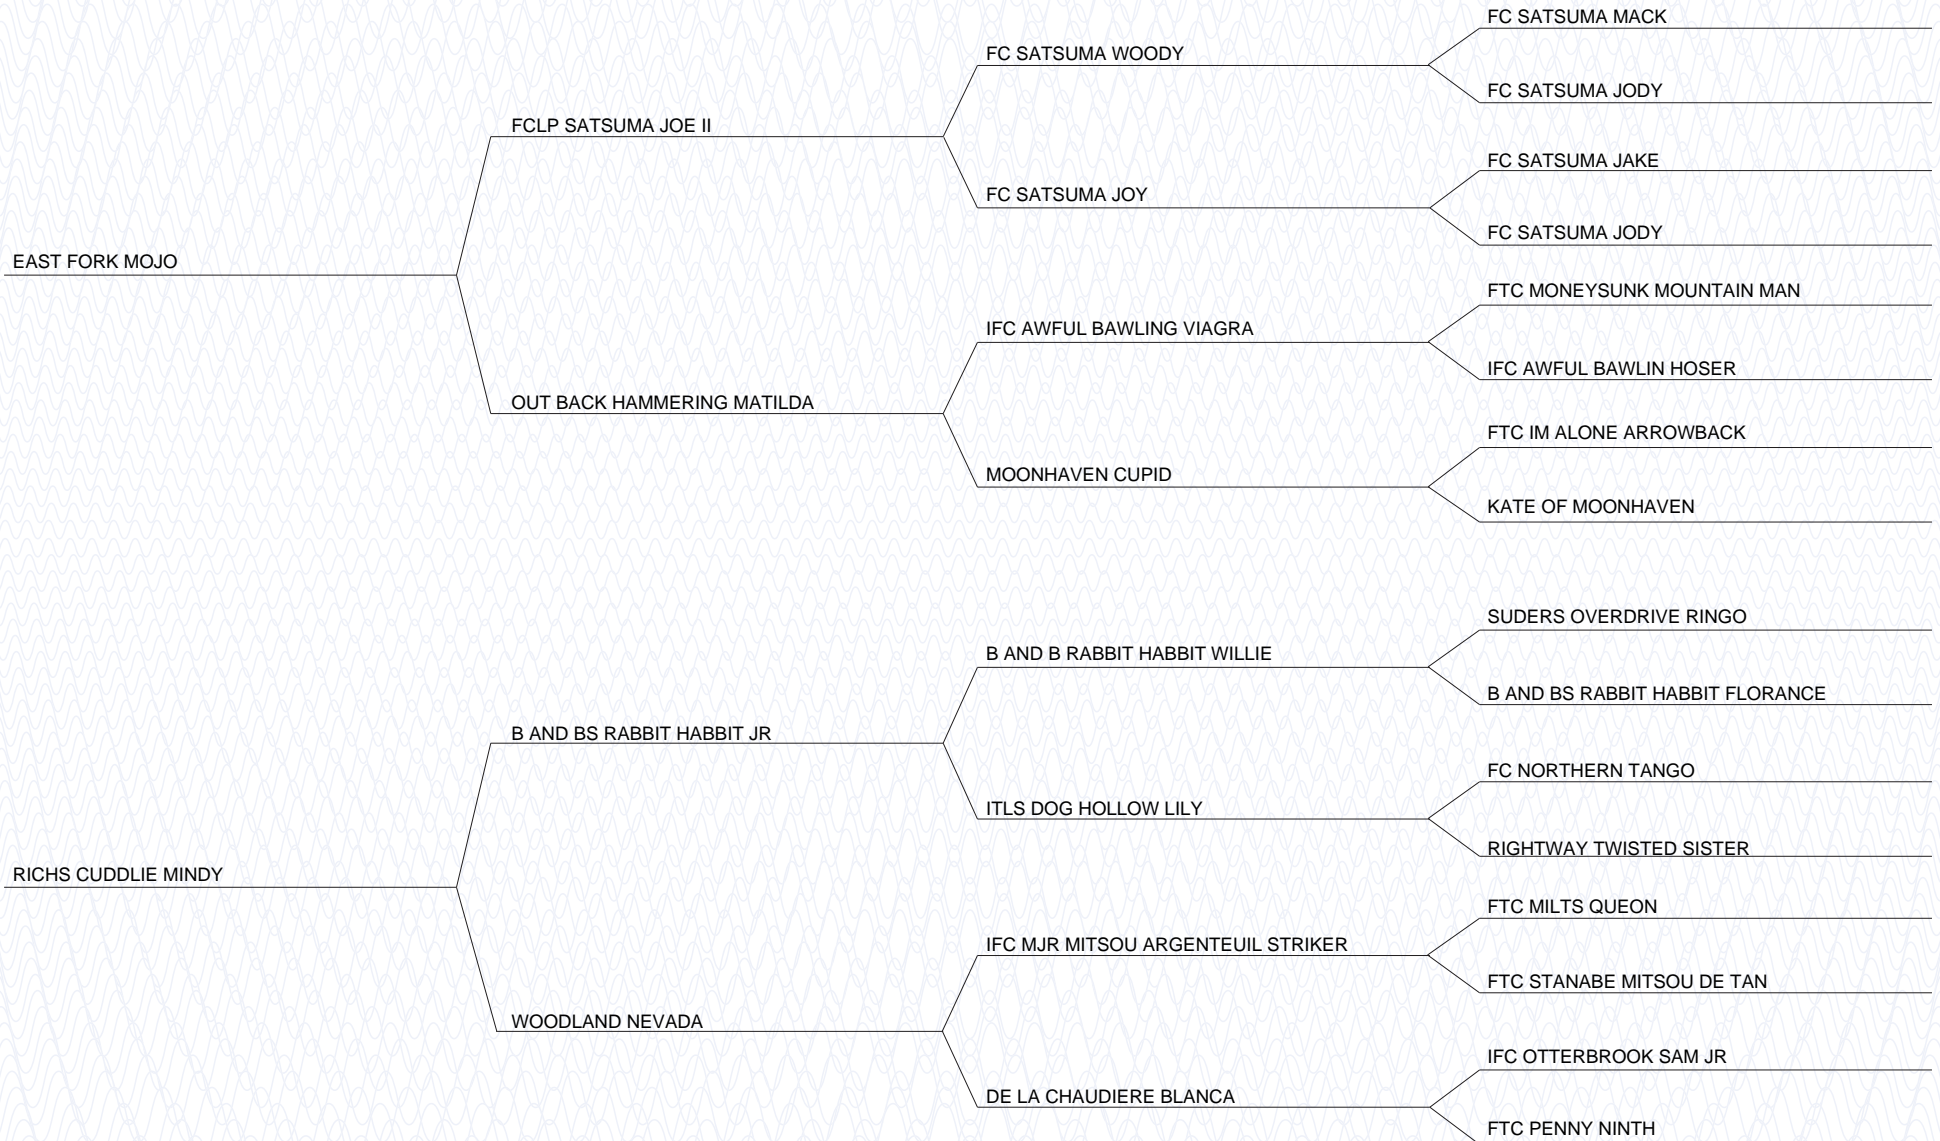 FC SATSUMA MACK
FC SATSUMA WOODY
FC SATSUMA JODY
FCLP SATSUMA JOE II
FC SATSUMA JAKE
FC SATSUMA JOY
FC SATSUMA JODY
EAST FORK MOJO
FTC MONEYSUNK MOUNTAIN MAN
IFC AWFUL BAWLING VIAGRA
IFC AWFUL BAWLIN HOSER
OUT BACK HAMMERING MATILDA
FTC IM ALONE ARROWBACK
MOONHAVEN CUPID
KATE OF MOONHAVEN
SUDERS OVERDRIVE RINGO
B AND B RABBIT HABBIT WILLIE
B AND BS RABBIT HABBIT FLORANCE
B AND BS RABBIT HABBIT JR
FC NORTHERN TANGO
ITLS DOG HOLLOW LILY
RIGHTWAY TWISTED SISTER
RICHS CUDDLIE MINDY
FTC MILTS QUEON
IFC MJR MITSOU ARGENTEUIL STRIKER
FTC STANABE MITSOU DE TAN
WOODLAND NEVADA
IFC OTTERBROOK SAM JR
DE LA CHAUDIERE BLANCA
FTC PENNY NINTH